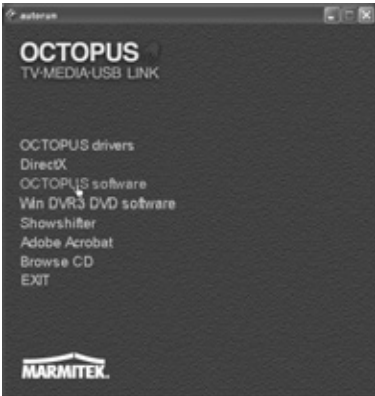 autorun
OCTOPUS
TV-MEDIA-USB LINK
OCTOPUS drivers
DirectX
OCTOPUS software
Win DVR3 DVD software
Showshifter
Adobe Acrobat
Browse CD
EXIT
MARMITEK.